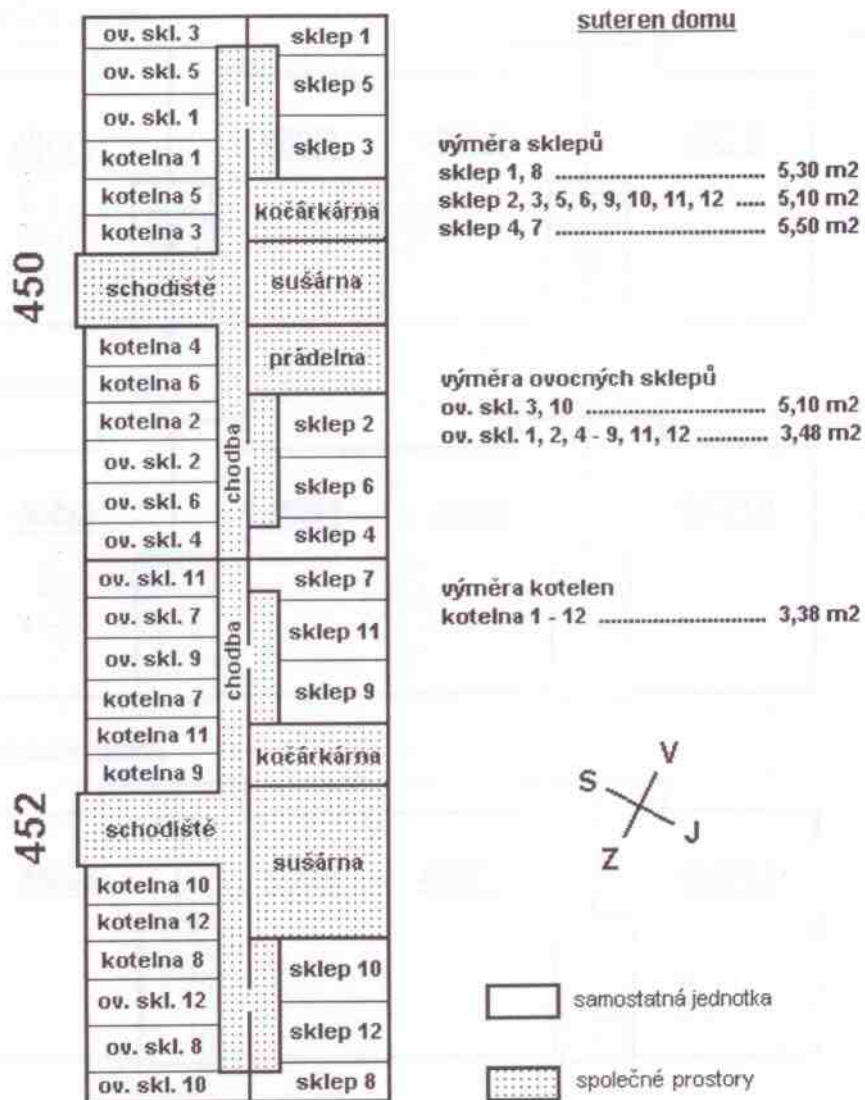 suteren domu
450
ov. skl. 3
ov. skl. 5
ov. skl. 1
kotelna 1
kotelna 5
kotelna 3
schodiště
kotelna 4
kotelna 6
kotelna 2
ov. skl. 2
ov. skl. 6
ov. skl. 4
chodba
sklep 1
sklep 5
sklep 3
kočárkárna
sušárna
prádelna
sklep 2
sklep 6
sklep 4
452
ov. skl. 11
ov. skl. 7
ov. skl. 9
kotelna 7
kotelna 11
kotelna 9
schodiště
kotelna 10
kotelna 12
kotelna 8
ov. skl. 12
ov. skl. 8
ov. skl. 10
chodba
sklep 7
sklep 11
sklep 9
kočárkárna
sušárna
sklep 10
sklep 12
sklep 8
výměra sklepů
sklep 1, 8 ................................. 5,30 m2
sklep 2, 3, 5, 6, 9, 10, 11, 12 ..... 5,10 m2
sklep 4, 7 ................................. 5,50 m2
výměra ovocných sklepů
ov. skl. 3, 10 ............................ 5,10 m2
ov. skl. 1, 2, 4 - 9, 11, 12 ........... 3,48 m2
výměra kotelen
kotelna 1 - 12 .......................... 3,38 m2
V
S
J
Z
samostatná jednotka
společné prostory